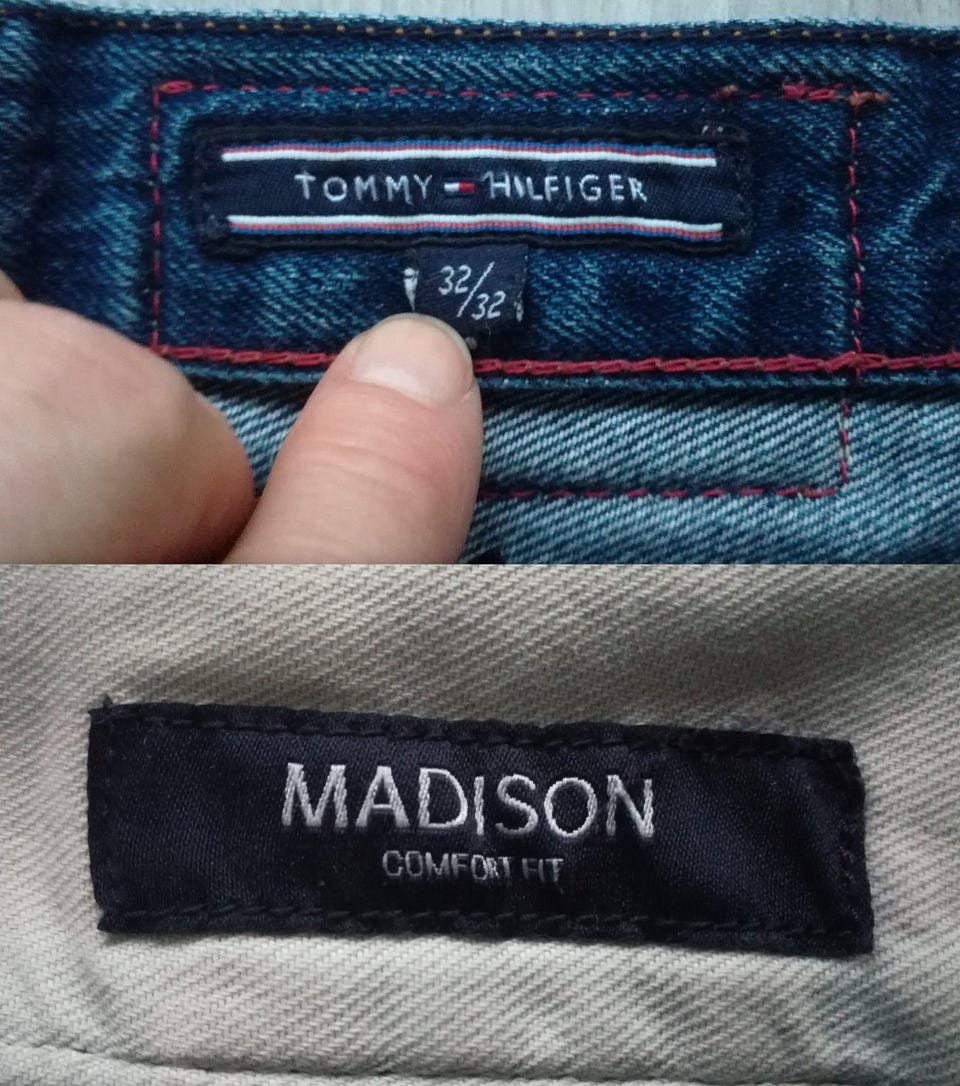 TOMMY HILFIGER
32/32
MADISON
COMFORT FIT